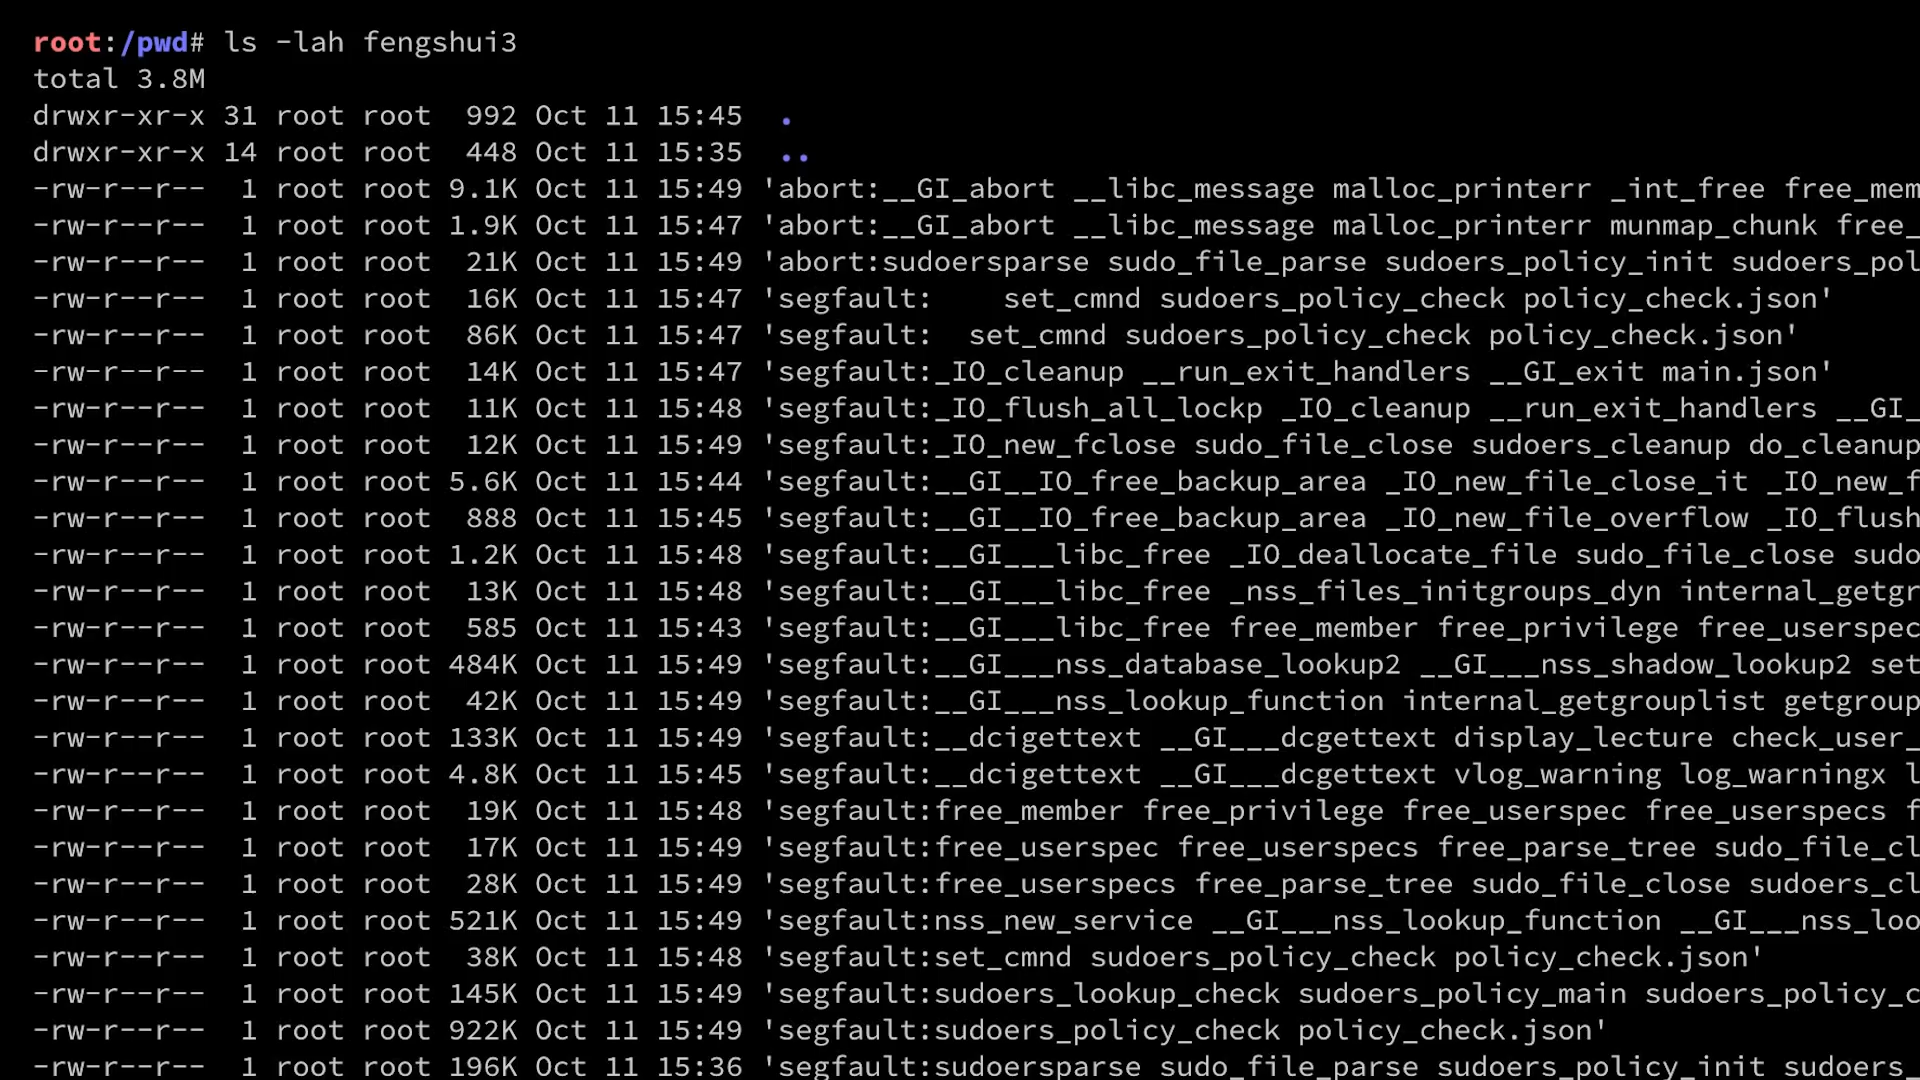 root:/pwd# ls -lah fengshui3
total 3.8M
drwxr-xr-x 31 root root  992 Oct 11 15:45  .
drwxr-xr-x 14 root root  448 Oct 11 15:35  ..
-rw-r--r--  1 root root 9.1K Oct 11 15:49 'abort:__GI_abort __libc_message malloc_printerr _int_free free_mem
-rw-r--r--  1 root root 1.9K Oct 11 15:47 'abort:__GI_abort __libc_message malloc_printerr munmap_chunk free_
-rw-r--r--  1 root root  21K Oct 11 15:49 'abort:sudoersparse sudo_file_parse sudoers_policy_init sudoers_pol
-rw-r--r--  1 root root  16K Oct 11 15:47 'segfault:    set_cmnd sudoers_policy_check policy_check.json'
-rw-r--r--  1 root root  86K Oct 11 15:47 'segfault:  set_cmnd sudoers_policy_check policy_check.json'
-rw-r--r--  1 root root  14K Oct 11 15:47 'segfault:_IO_cleanup __run_exit_handlers __GI_exit main.json'
-rw-r--r--  1 root root  11K Oct 11 15:48 'segfault:_IO_flush_all_lockp _IO_cleanup __run_exit_handlers __GI_
-rw-r--r--  1 root root  12K Oct 11 15:49 'segfault:_IO_new_fclose sudo_file_close sudoers_cleanup do_cleanup
-rw-r--r--  1 root root 5.6K Oct 11 15:44 'segfault:__GI__IO_free_backup_area _IO_new_file_close_it _IO_new_f
-rw-r--r--  1 root root  888 Oct 11 15:45 'segfault:__GI__IO_free_backup_area _IO_new_file_overflow _IO_flush
-rw-r--r--  1 root root 1.2K Oct 11 15:48 'segfault:__GI___libc_free _IO_deallocate_file sudo_file_close sudo
-rw-r--r--  1 root root  13K Oct 11 15:48 'segfault:__GI___libc_free _nss_files_initgroups_dyn internal_getgr
-rw-r--r--  1 root root  585 Oct 11 15:43 'segfault:__GI___libc_free free_member free_privilege free_userspec
-rw-r--r--  1 root root 484K Oct 11 15:49 'segfault:__GI___nss_database_lookup2 __GI___nss_shadow_lookup2 set
-rw-r--r--  1 root root  42K Oct 11 15:49 'segfault:__GI___nss_lookup_function internal_getgrouplist getgroup
-rw-r--r--  1 root root 133K Oct 11 15:49 'segfault:__dcigettext __GI___dcgettext display_lecture check_user_
-rw-r--r--  1 root root 4.8K Oct 11 15:45 'segfault:__dcigettext __GI___dcgettext vlog_warning log_warningx l
-rw-r--r--  1 root root  19K Oct 11 15:48 'segfault:free_member free_privilege free_userspec free_userspecs f
-rw-r--r--  1 root root  17K Oct 11 15:49 'segfault:free_userspec free_userspecs free_parse_tree sudo_file_cl
-rw-r--r--  1 root root  28K Oct 11 15:49 'segfault:free_userspecs free_parse_tree sudo_file_close sudoers_cl
-rw-r--r--  1 root root 521K Oct 11 15:49 'segfault:nss_new_service __GI___nss_lookup_function __GI___nss_loo
-rw-r--r--  1 root root  38K Oct 11 15:48 'segfault:set_cmnd sudoers_policy_check policy_check.json'
-rw-r--r--  1 root root 145K Oct 11 15:49 'segfault:sudoers_lookup_check sudoers_policy_main sudoers_policy_c
-rw-r--r--  1 root root 922K Oct 11 15:49 'segfault:sudoers_policy_check policy_check.json'
-rw-r--r--  1 root root 196K Oct 11 15:36 'segfault:sudoersparse sudo_file_parse sudoers_policy_init sudoers_